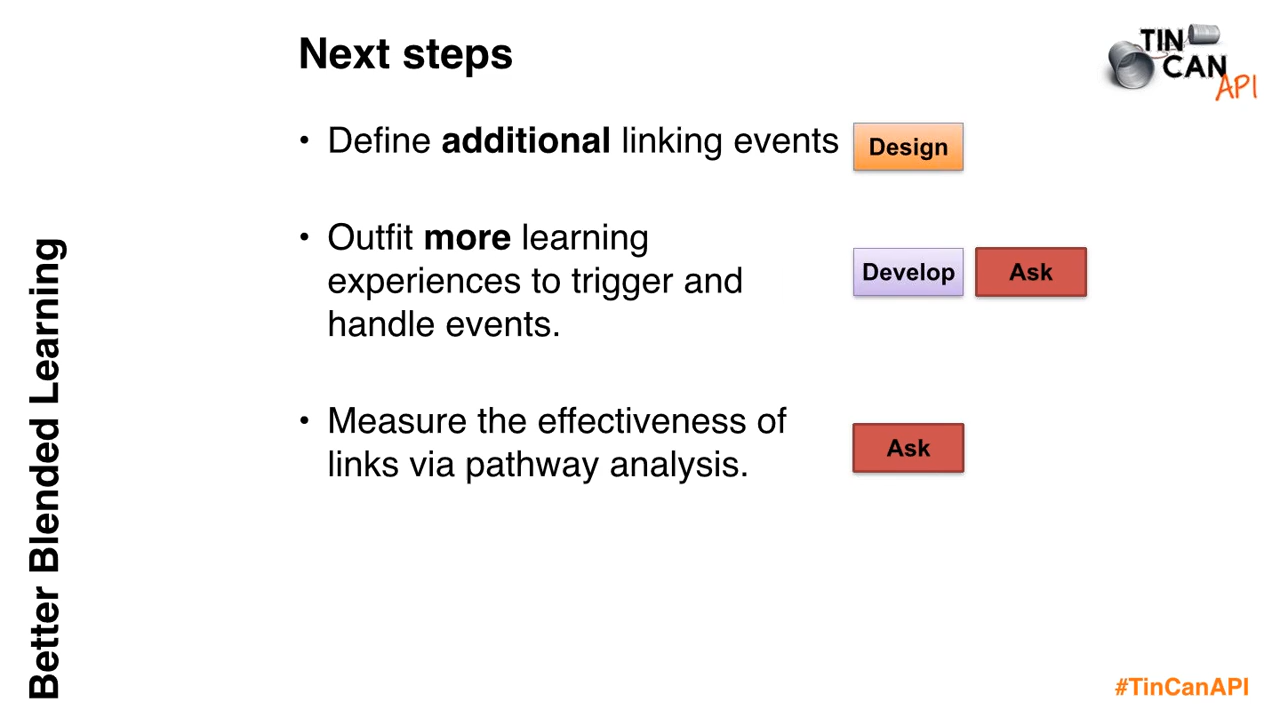 Next steps
TIN
CAN
API
• Define additional linking events
Design
• Outfit more learning
experiences to trigger and
handle events.
Develop
Ask
• Measure the effectiveness of
links via pathway analysis.
Ask
Better Blended Learning
#TinCanAPI